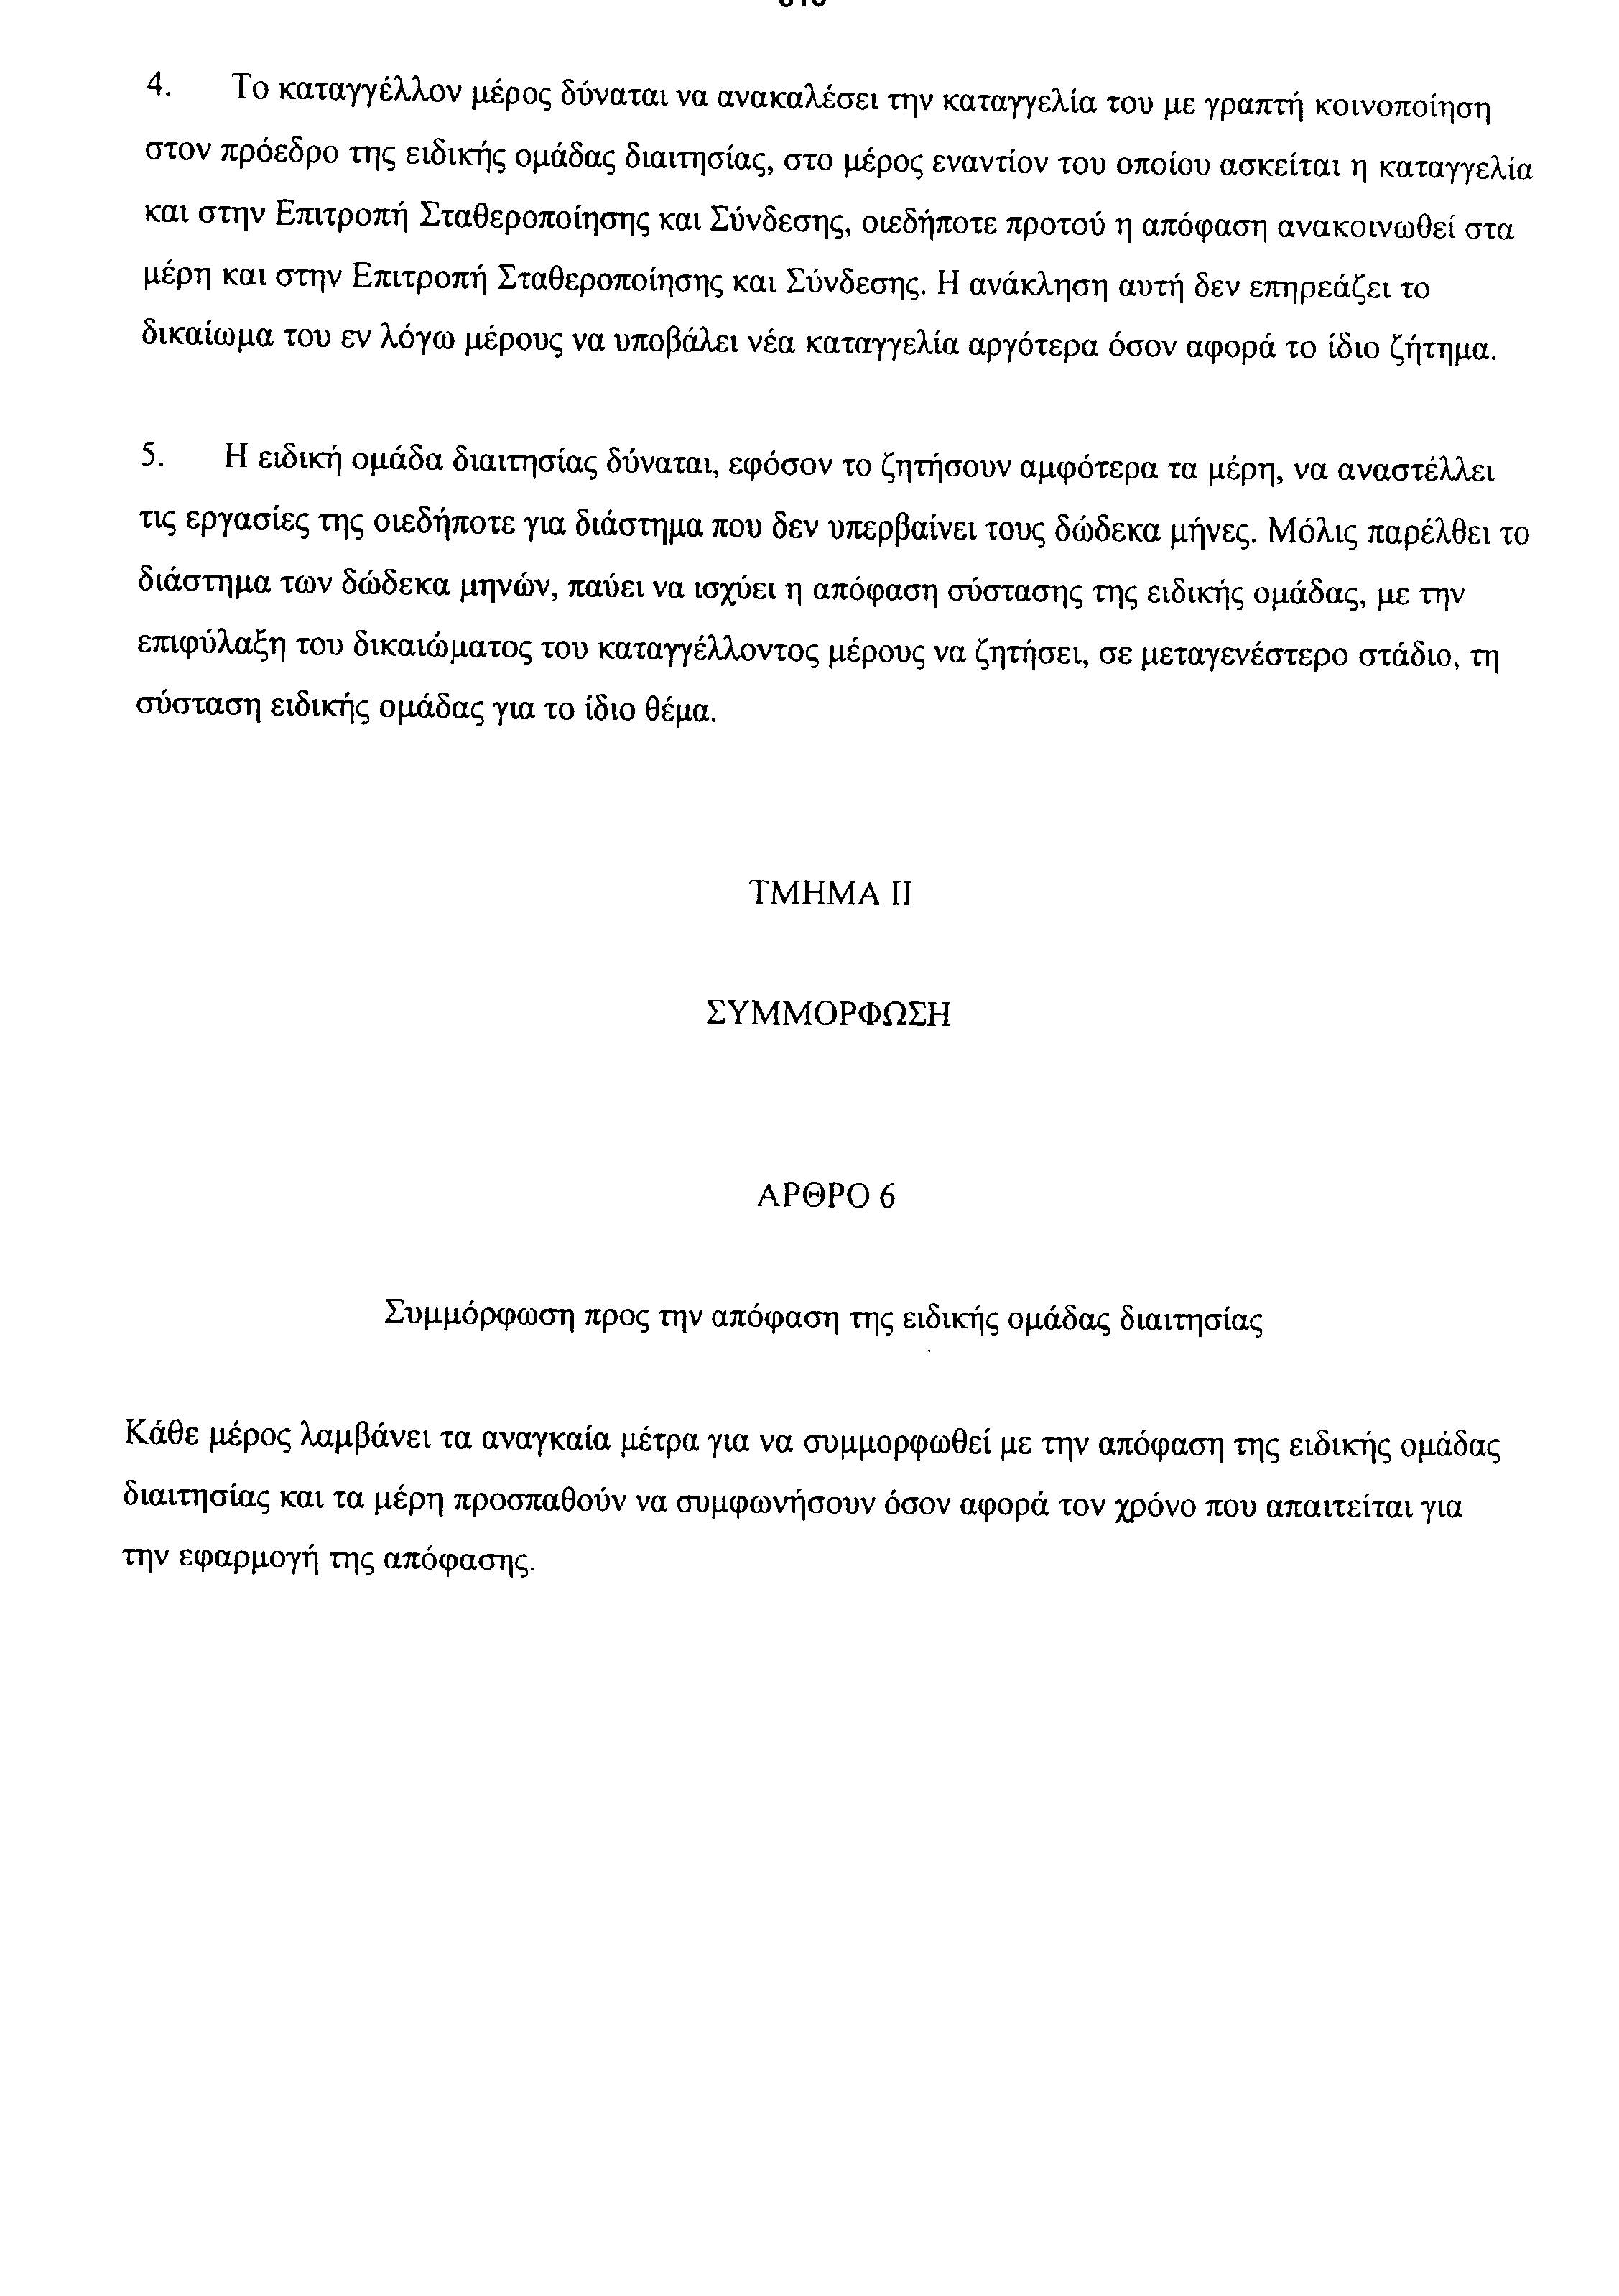 4. Το καταγγέλλον μέρος δύναται να ανακαλέσει την καταγγελία του με γραπτή κοινοποίηση
στον πρόεδρο της ειδικής ομάδας διαιτησίας, στο μέρος εναντίον του οποίου ασκείται η καταγγελία
και στην Επιτροπή Σταθεροποίησης και Σύνδεσης, οιεδήποτε προτού η απόφαση ανακοινωθεί στα
μέρη και στην Επιτροπή Σταθεροποίησης και Σύνδεσης. Η ανάκληση αυτή δεν επηρεάζει το
δικαίωμα του εν λόγω μέρους να υποβάλει νέα καταγγελία αργότερα όσον αφορά το ίδιο ζήτημα.
5. Η ειδική ομάδα διαιτησίας δύναται, εφόσον το ζητήσουν αμφότερα τα μέρη, να αναστέλλει
τις εργασίες της οιεδήποτε για διάστημα που δεν υπερβαίνει τους δώδεκα μήνες. Μόλις παρέλθει το
διάστημα των δώδεκα μηνών, παύει να ισχύει η απόφαση σύστασης της ειδικής ομάδας, με την
επιφύλαξη του δικαιώματος του καταγγέλλοντος μέρους να ζητήσει, σε μεταγενέστερο στάδιο, τη
σύσταση ειδικής ομάδας για το ίδιο θέμα.
ΤΜΗΜΑ ΙΙ
ΣΥΜΜΟΡΦΩΣΗ
ΑΡΘΡΟ 6
Συμμόρφωση προς την απόφαση της ειδικής ομάδας διαιτησίας
Κάθε μέρος λαμβάνει τα αναγκαία μέτρα για να συμμορφωθεί με την απόφαση της ειδικής ομάδας
διαιτησίας και τα μέρη προσπαθούν να συμφωνήσουν όσον αφορά τον χρόνο που απαιτείται για
την εφαρμογή της απόφασης.